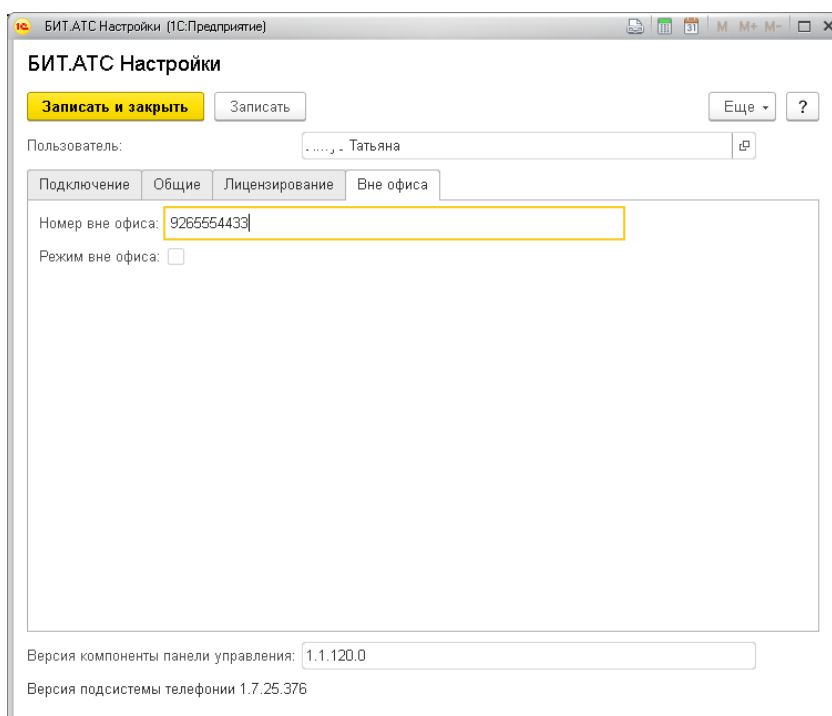 БИТ.АТС Настройки (1С:Предприятие)
31 M M+ M-
БИТ.АТС Настройки
Записать и закрыть Записать Еще ?
Пользователь: Татьяна
Подключение Общие Лицензирование Вне офиса
Номер вне офиса: 9265554433
Режим вне офиса:
Версия компоненты панели управления: 1.1.120.0
Версия подсистемы телефонии 1.7.25.376